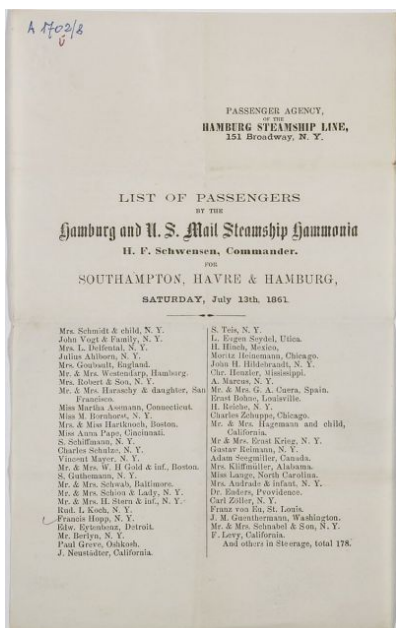 h 1702/8
PASSENGER AGENCY,
OF THE
HAMBURG STEAMSHIP LINE,
151 Broadway, N. Y.
LIST OF PASSENGERS
BY THE
Hamburg and U. S. Mail Steamship Hammonia
H. F. Schwensen, Commander.
FOR
SOUTHAMPTON, HAVRE & HAMBURG,
SATURDAY, July 13th, 1861.
Mrs. Schmidt & child, N. Y.
John Vogt & Family, N. Y.
Mrs. L. Delfental, N. Y.
Julius Ahlborn, N. Y.
Mrs. Goubault, England.
Mr. & Mrs. Westendarp, Hamborg.
Mrs. Robert & Son, N. Y.
Mr. & Mrs. Haraschy & daughter, San
Francisco.
Miss Martha Assmann, Connecticut.
Miss M. Bornhorst, N. Y.
Mrs. & Miss Hartknoch, Boston.
Miss Anna Pape, Cincinnati.
S. Schiffmann, N. Y.
Charles Schulze, N. Y.
Vincent Mayer, N. Y.
Mr. & Mrs. W. H Gold & inf., Boston.
S. Guthemann, N. Y.
Mr. & Mrs. Schwab, Baltimore.
Mr. & Mrs. Schion & Lady, N. Y.
Mr. & Mrs. H. Stern & inf., N. Y.
Rud. L Koch, N. Y.
Francis Hopp, N. Y.
Edw. Eytenbenz, Detroit.
Mr. Berlyn, N. Y.
Paul Greve, Oshkosh.
J. Neustädter, California.
S. Teis, N. Y.
L. Eugen Seydel, Utica.
H. Hinch, Mexico,
Moritz Heinemann, Chicago.
John H. Hildebrandt, N. Y.
Chr. Henzler, Mississippi.
A. Marcus, N. Y.
Mr. & Mrs. G. A. Cuera, Spain.
Ernst Bohne, Louisville.
H. Reiche, N. Y.
Charles Zchuppe, Chicago.
Mr. & Mrs. Hagemann and child,
California.
Mr & Mrs. Ernst Krieg, N. Y.
Gustav Reimann, N. Y.
Adam Seegmiller, Canada.
Mrs. Kliffmüller, Alabama.
Miss Lange, North Carolina.
Mrs. Andrade & infant, N. Y.
Dr. Enders, Providence.
Carl Zöller, N. Y.
Franz von Eu, St. Louis.
J. M. Guenthermann, Washington.
Mr. & Mrs. Schnabel & Son, N. Y.
F. Levy, California.
And others in Steerage, total 178.